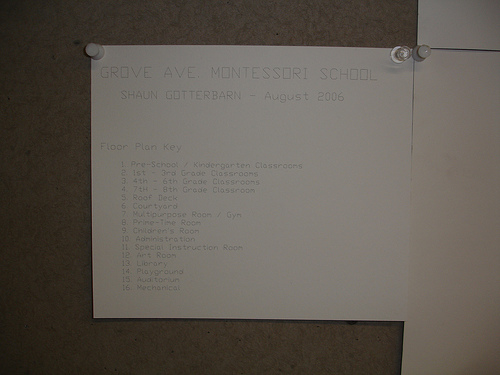 GROVE AVE. MONTESSORI SCHOOL
SHAUN GOTTERBARN - August 2006
Floor Plan Key
1. Pre-School / Kindergarten Classrooms
2. 1st - 3rd Grade Classrooms
3. 4th - 6th Grade Classrooms
4. 7th - 8th Grade Classroom
5. Roof Deck
6. Courtyard
7. Multipurpose Room / Gym
8. Prime-Time Room
9. Children's Room
10. Administration
11. Special Instruction Room
12. Art Room
13. Library
14. Playground
15. Auditorium
16. Mechanical